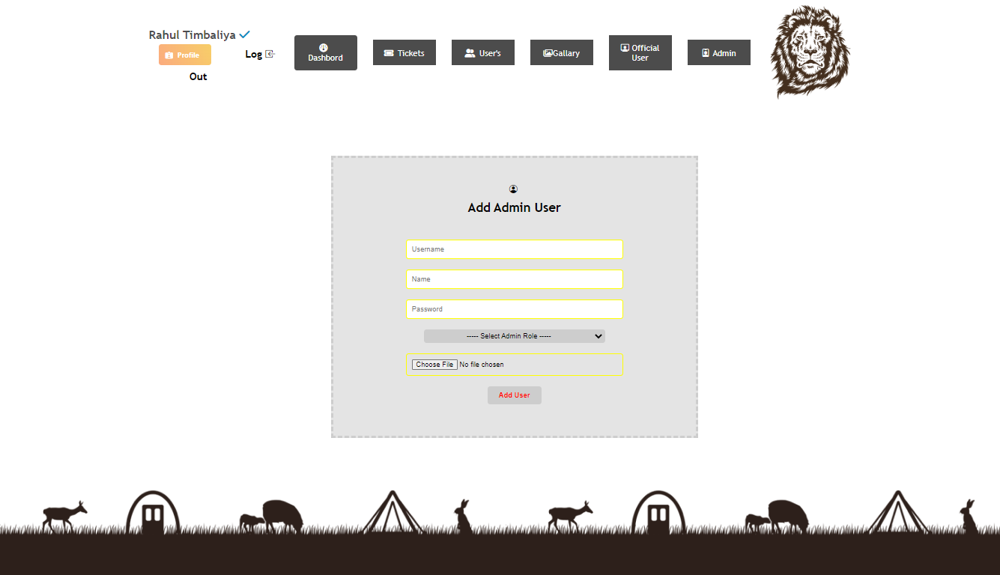 Rahul Timbaliya
Profile
Log
Out
Dashbord
Tickets
User's
Gallary
Official
User
Admin
Add Admin User
Username
Name
Password
----- Select Admin Role -----
Choose File No file chosen
Add User